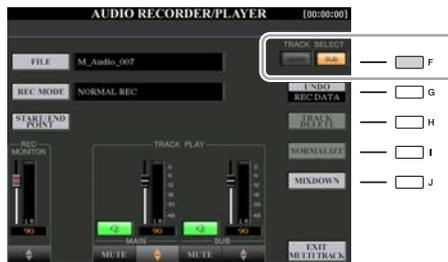 AUDIO RECORDER/PLAYER [00:00:00]
TRACK SELECT
MAIN SUB
FILE M_Audio_007
F
REC MODE NORMAL REC
UNDO
REC DATA
G
START/END
POINT
TRACK
DELETE
H
REC
MONITOR
TRACK PLAY
NORMALIZE
I
MIXDOWN
J
L R
90
L R
90
L R
90
MAIN
SUB
MUTE
MUTE
EXIT
MULTI TRACK